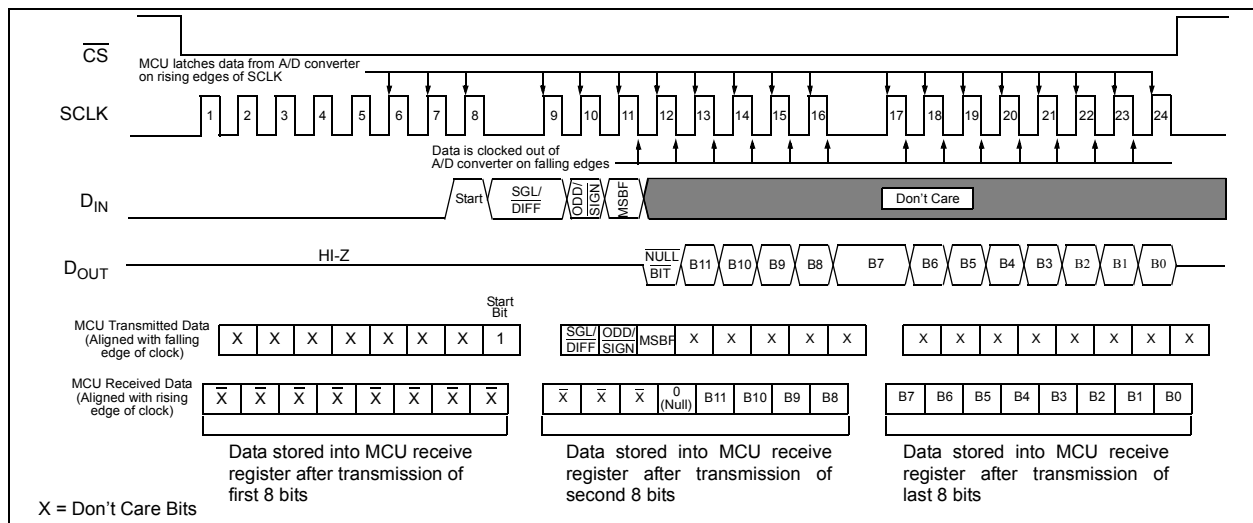 CS
MCU latches data from A/D converter
on rising edges of SCLK
SCLK
1 2 3 4 5 6 7 8 9 10 11 12 13 14 15 16 17 18 19 20 21 22 23 24
Data is clocked out of
A/D converter on falling edges
DIN
Start SGL/DIFF ODD/SIGN MSBF Don't Care
HI-Z
DOUT
NULL BIT B11 B10 B9 B8 B7 B6 B5 B4 B3 B2 B1 B0
Start
Bit
MCU Transmitted Data
(Aligned with falling
edge of clock)
X X X X X X X 1 SGL/DIFF ODD/SIGN MSBF X X X X X X X X X X X X X
MCU Received Data
(Aligned with rising
edge of clock)
X X X X X X X X X X X 0 (Null) B11 B10 B9 B8 B7 B6 B5 B4 B3 B2 B1 B0
Data stored into MCU receive
register after transmission of
first 8 bits
Data stored into MCU receive
register after transmission of
second 8 bits
Data stored into MCU receive
register after transmission of
last 8 bits
X = Don't Care Bits